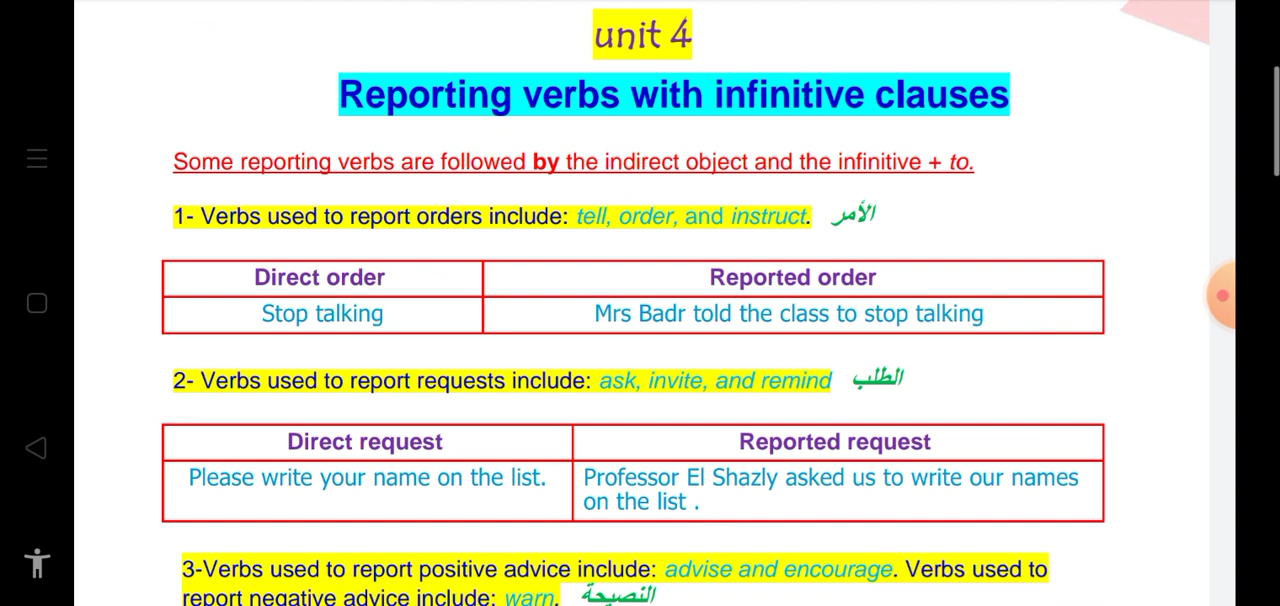 unit 4
Reporting verbs with infinitive clauses
Some reporting verbs are followed by the indirect object and the infinitive + to.
1- Verbs used to report orders include: tell, order, and instruct. الأمر
Direct order Reported order
Stop talking Mrs Badr told the class to stop talking
2- Verbs used to report requests include: ask, invite, and remind الطلب
Direct request Reported request
Please write your name on the list. Professor El Shazly asked us to write our names
on the list .
3-Verbs used to report positive advice include: advise and encourage. Verbs used to
report negative advice include: warn. النصيحة